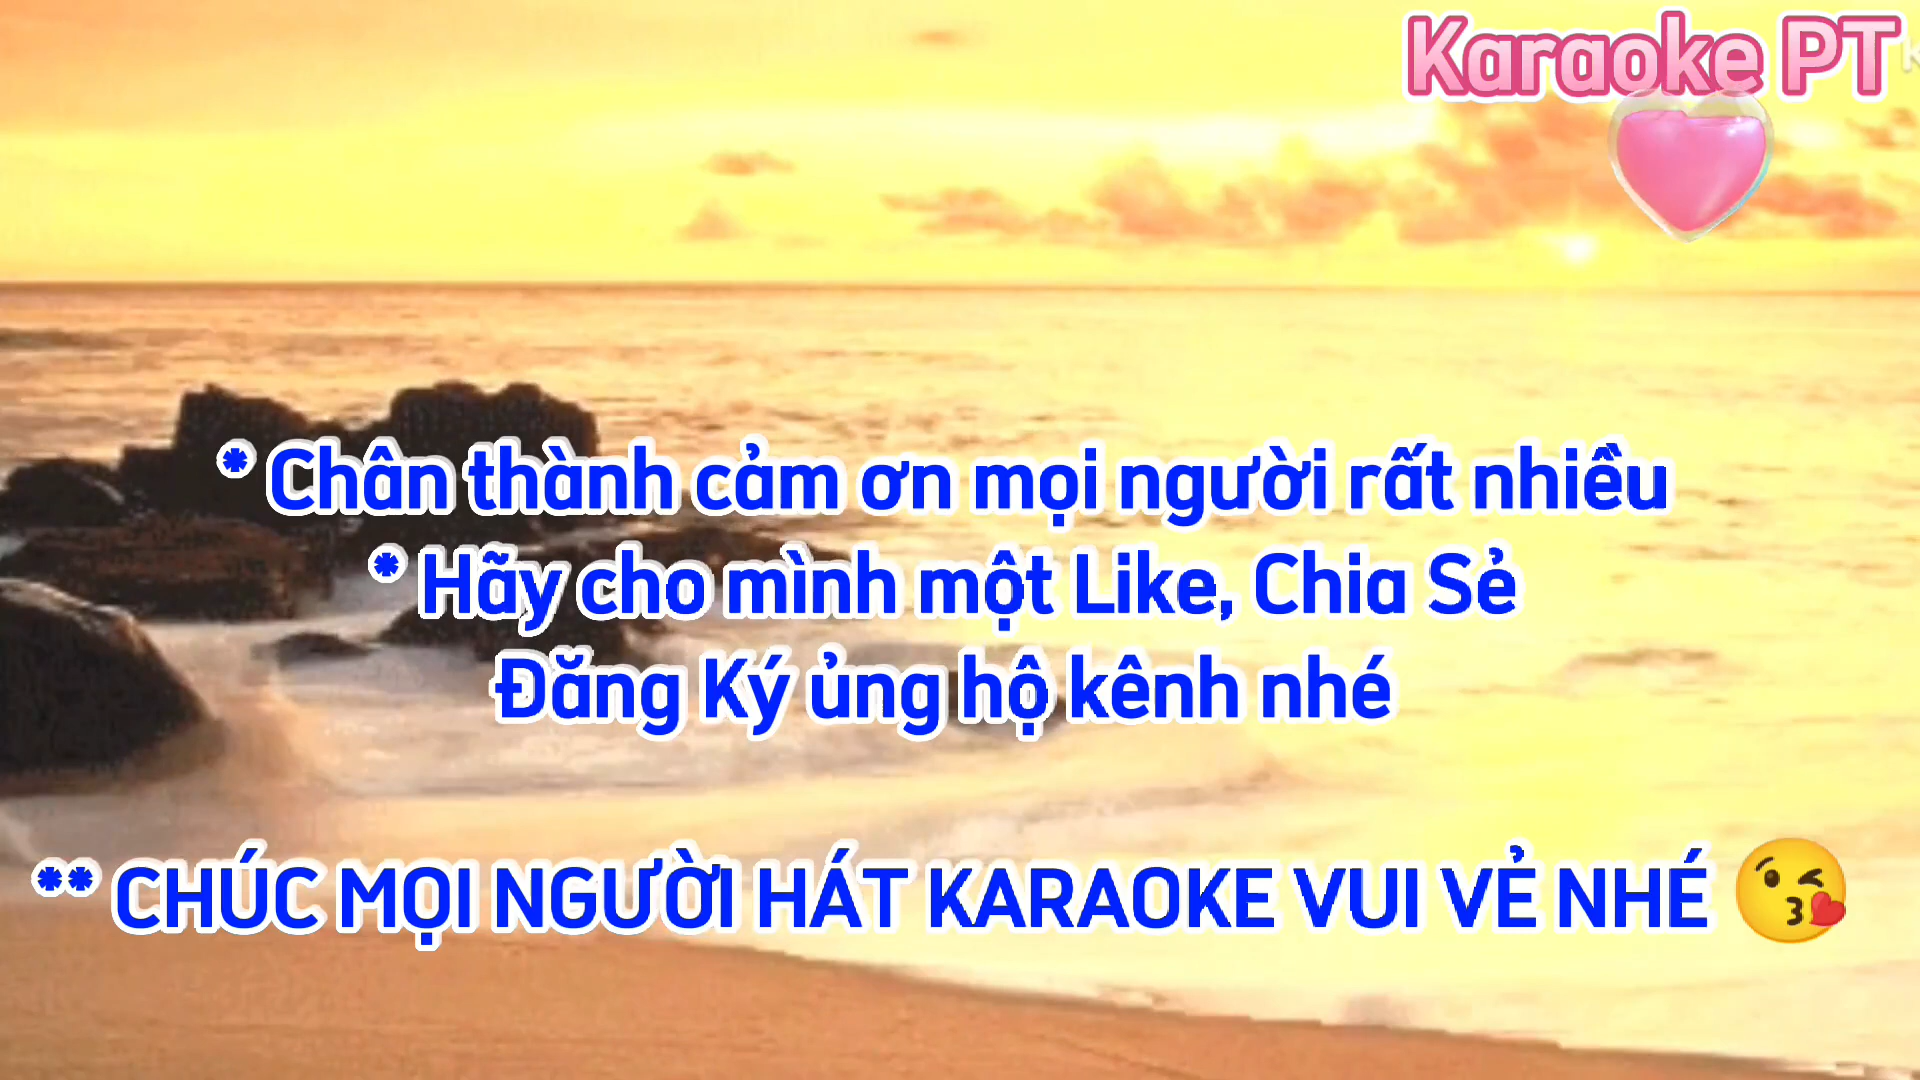 Karaoke PT
* Chân thành cảm ơn mọi người rất nhiều
* Hãy cho mình một Like, Chia Sẻ
Đăng Ký ủng hộ kênh nhé
** CHÚC MỌI NGƯỜI HÁT KARAOKE VUI VẺ NHÉ 😘